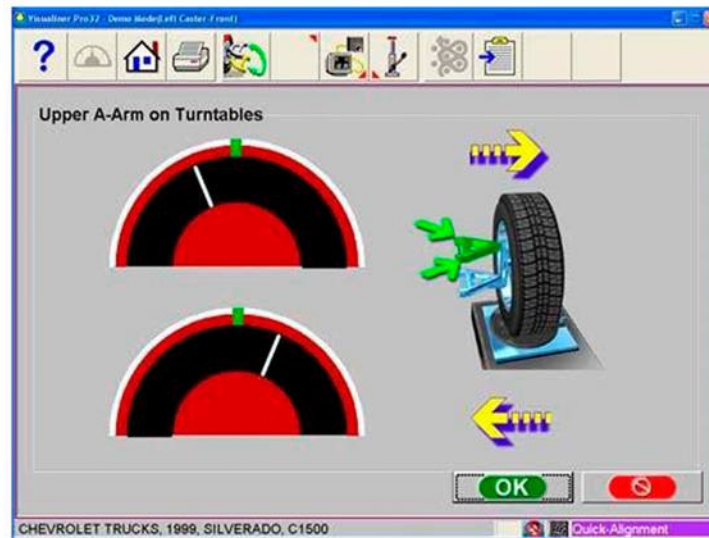 Visualiner Pro32 - Demo Mode(Left Caster-Front)
?
Upper A-Arm on Turntables
OK
CHEVROLET TRUCKS, 1999, SILVERADO, C1500
Quick-Alignment